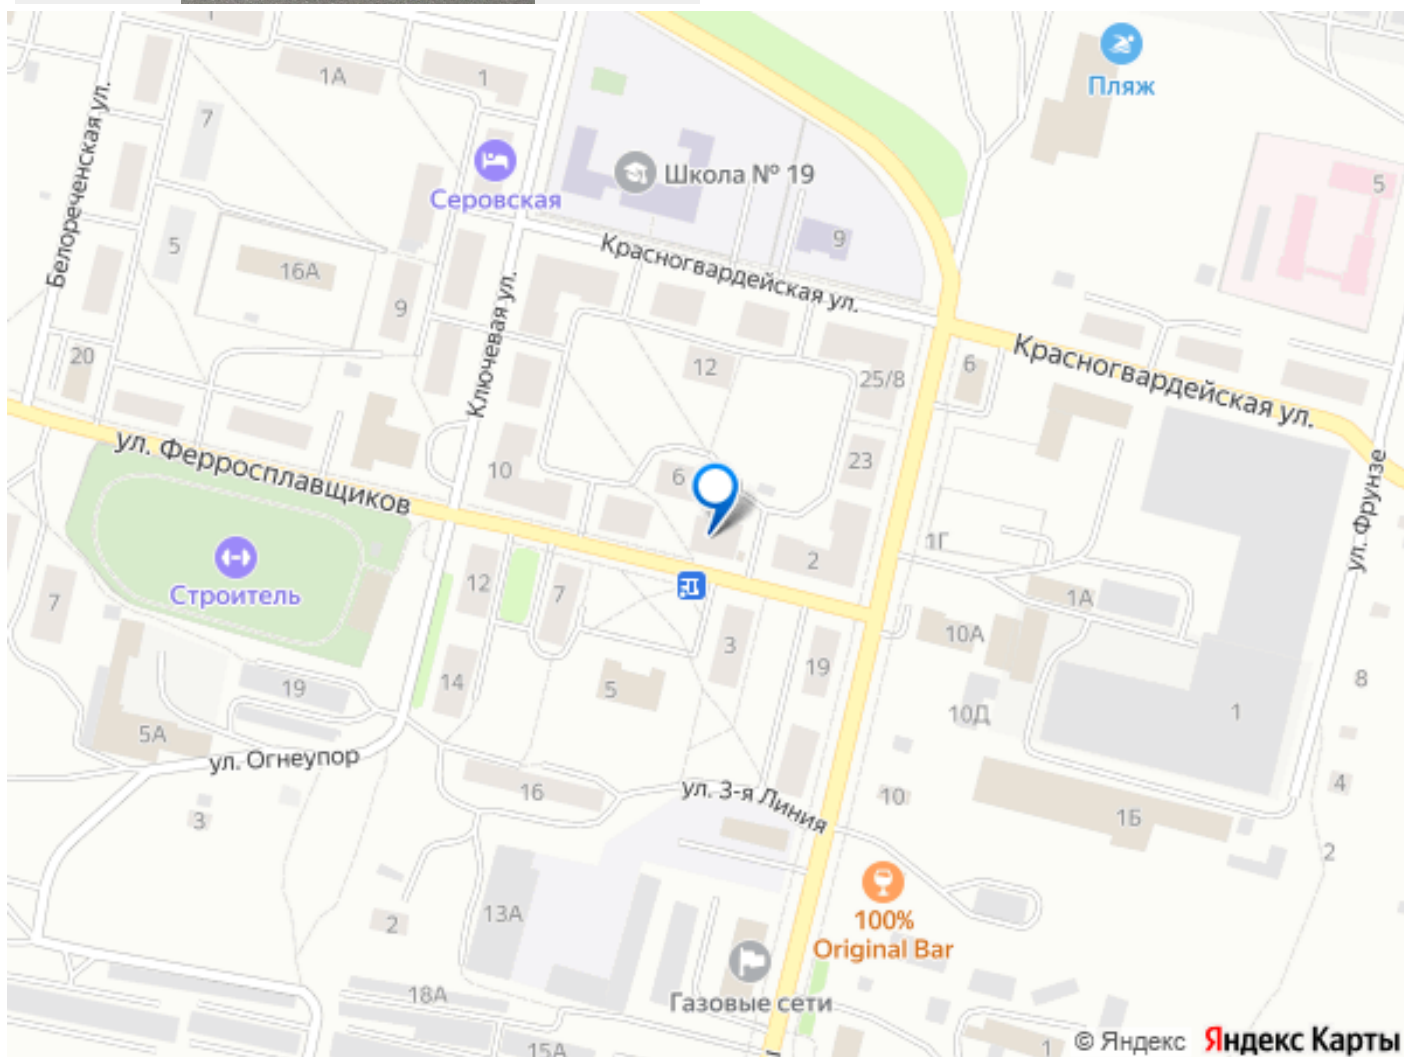 1
1А
1
Пляж
7
Белореченская ул.
Серовская
Школа № 19
5
5
16А
9
Красногвардейская ул.
9
Ключевая ул.
20
12
25/8
6
Красногвардейская ул.
ул. Ферросплавщиков
10
6
23
ул. Фрунзе
Строитель
2
1Г
7
12
7
1А
3
10А
19
14
5
19
8
10Д
1
5А
ул. Огнеупор
16
ул. 3-я Линия
10
4
3
1Б
2
100%
Original Bar
2
13А
Газовые сети
18А
15А
1
© Яндекс Яндекс Карты